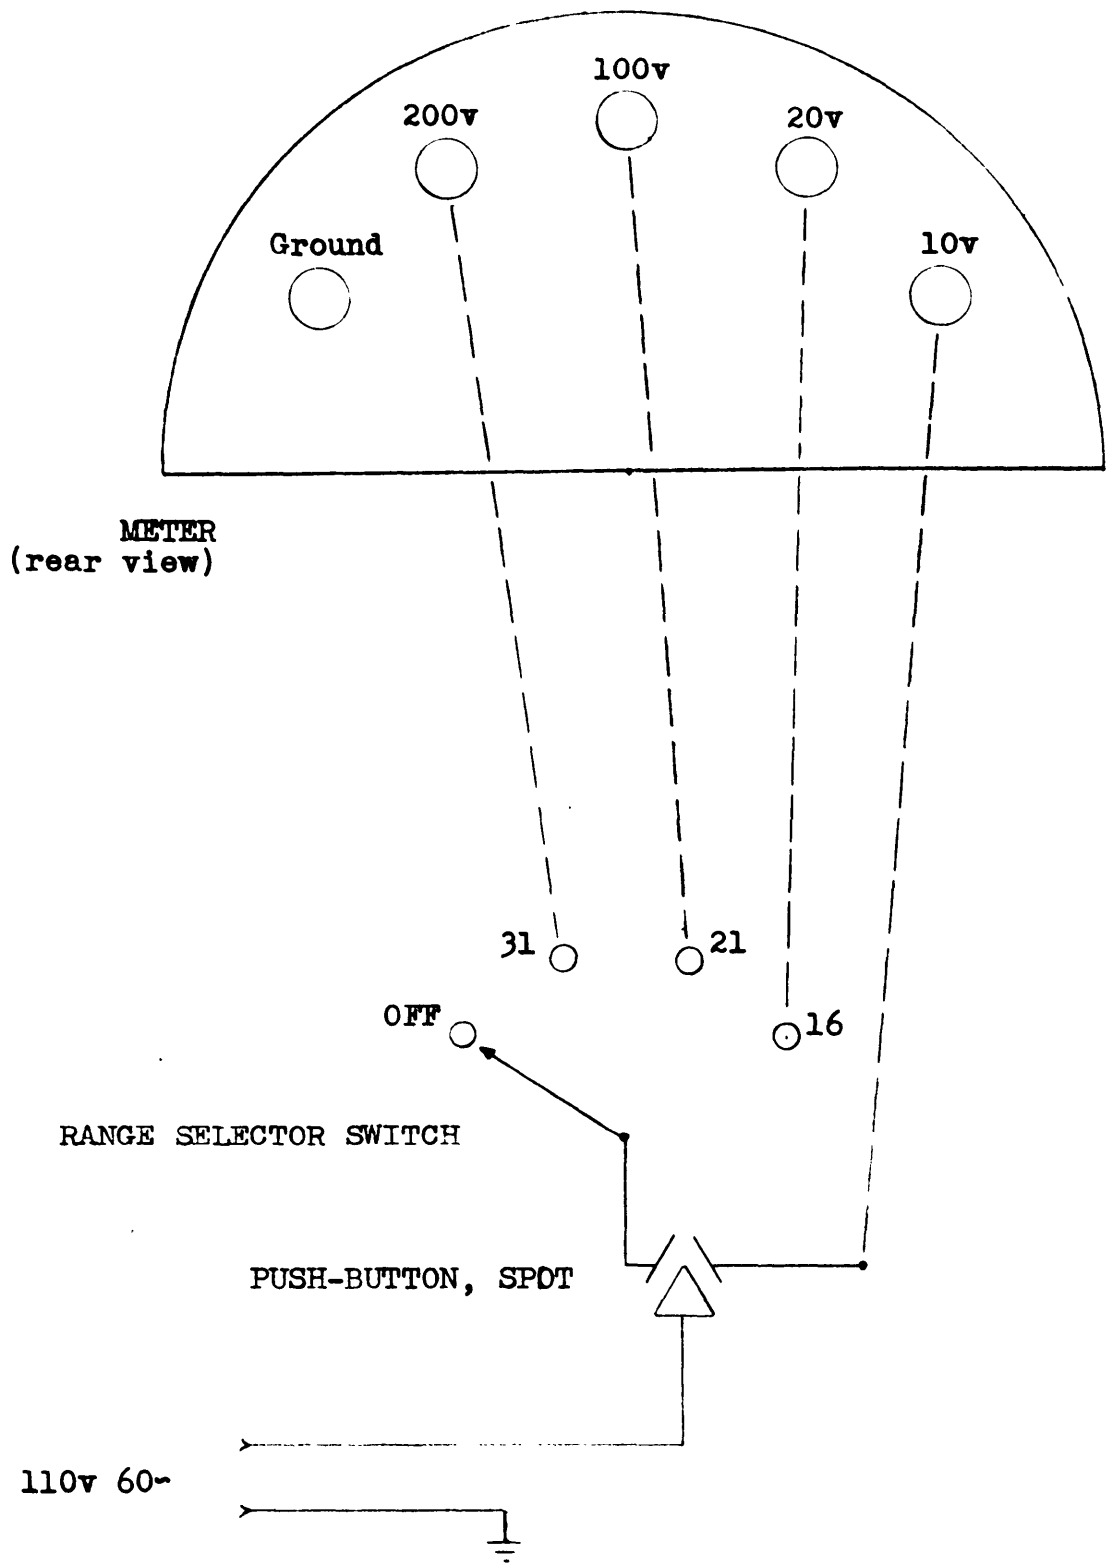 100v
200v
20v
Ground
10v
METER
(rear view)
31
21
OFF
16
RANGE SELECTOR SWITCH
PUSH-BUTTON, SPDT
110v 60~